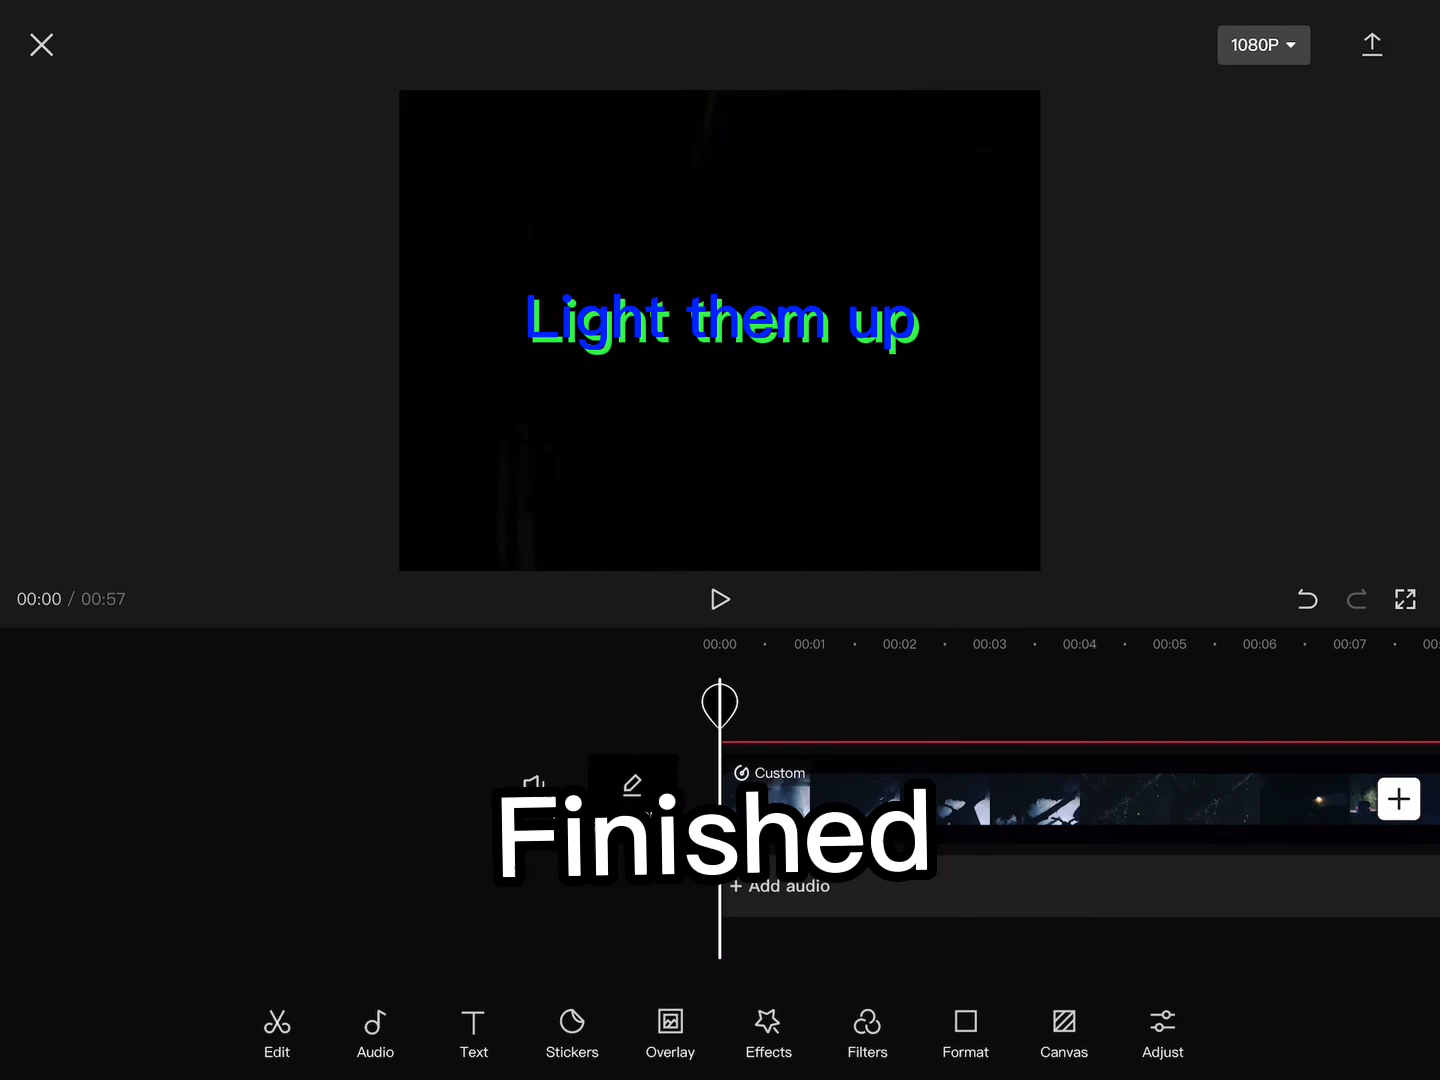 1080P
Light them up
00:00 / 00:57
00:00 00:01 00:02 00:03 00:04 00:05 00:06 00:07 00:
Custom
Finished
+ Add audio
Edit Audio Text Stickers Overlay Effects Filters Format Canvas Adjust